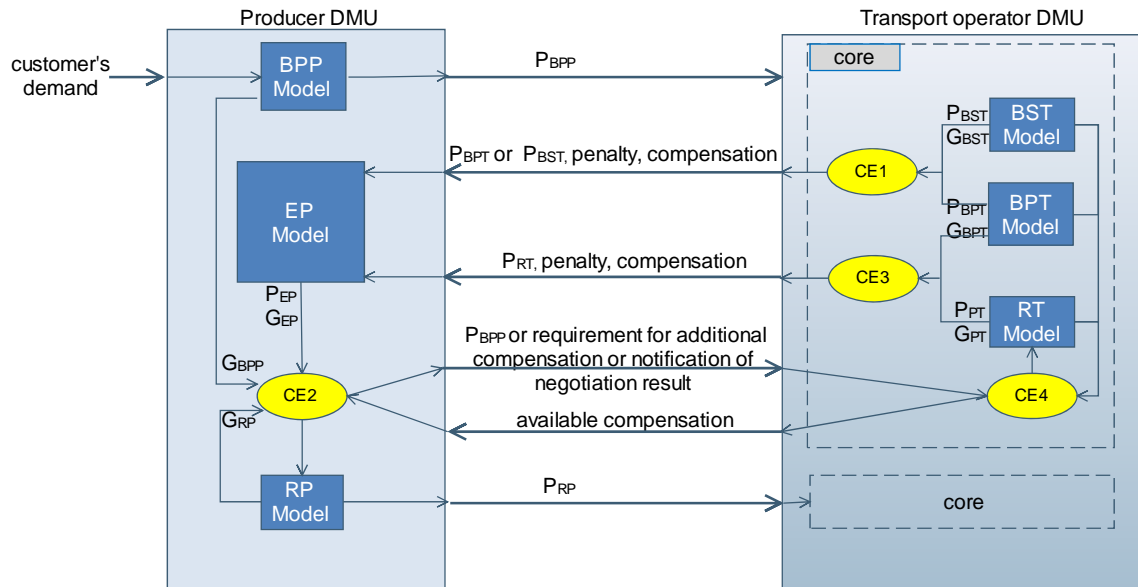 Producer DMU
Transport operator DMU
customer's
demand
BPP
Model
PBPP
core
PBST
GBST
BST
Model
PBPT or PBST, penalty, compensation
CE1
EP
Model
PBPT
GBPT
BPT
Model
PRT, penalty, compensation
CE3
PEP
GEP
PPT
GPT
RT
Model
PBPP or requirement for additional
compensation or notification of
negotiation result
GBPP
CE2
CE4
GRP
available compensation
RP
Model
PRP
core